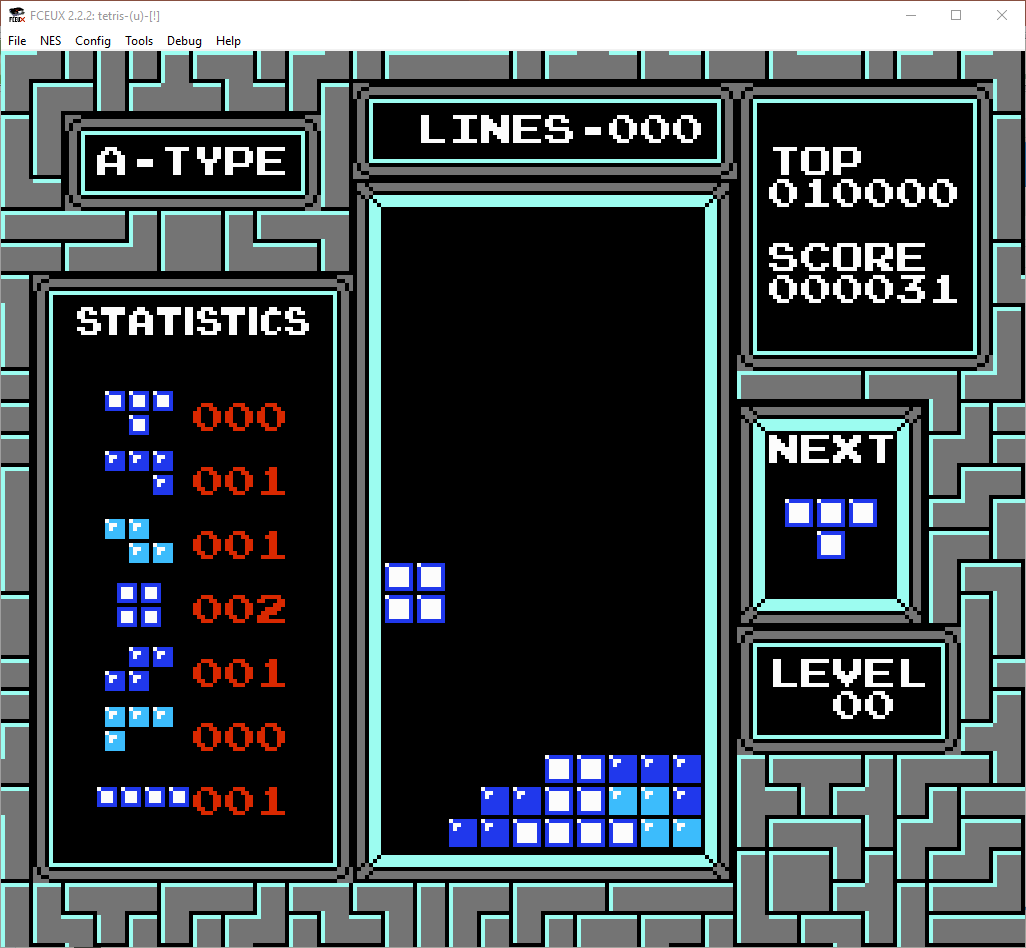 FCEUX 2.2.2: tetris-(u)-[!]
File NES Config Tools Debug Help
A-TYPE
LINES-000
TOP
010000
SCORE
000031
STATISTICS
000
001
001
002
001
000
001
NEXT
LEVEL
00